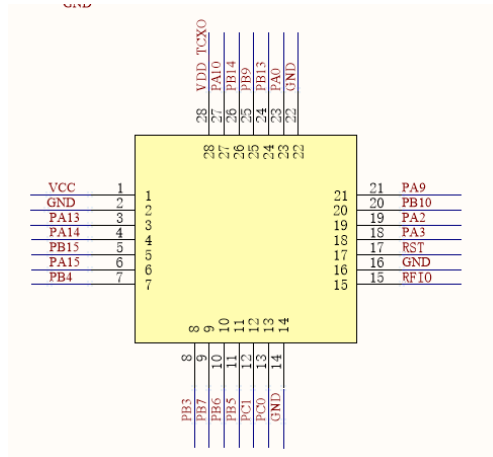 GND
VDD_TCXO
PA10
PB14
PB9
PB13
PA0
GND
28 27 26 25 24 23 22
28 27 26 25 24 23 22
VCC 1 1
GND 2 2
PA13 3 3
PA14 4 4
PB15 5 5
PA15 6 6
PB4 7 7
21 21 PA9
20 20 PB10
19 19 PA2
18 18 PA3
17 17 RST
16 16 GND
15 15 RFIO
8 9 10 11 12 13 14
8 9 10 11 12 13 14
PB3
PB7
PB6
PB5
PC1
PC0
GND